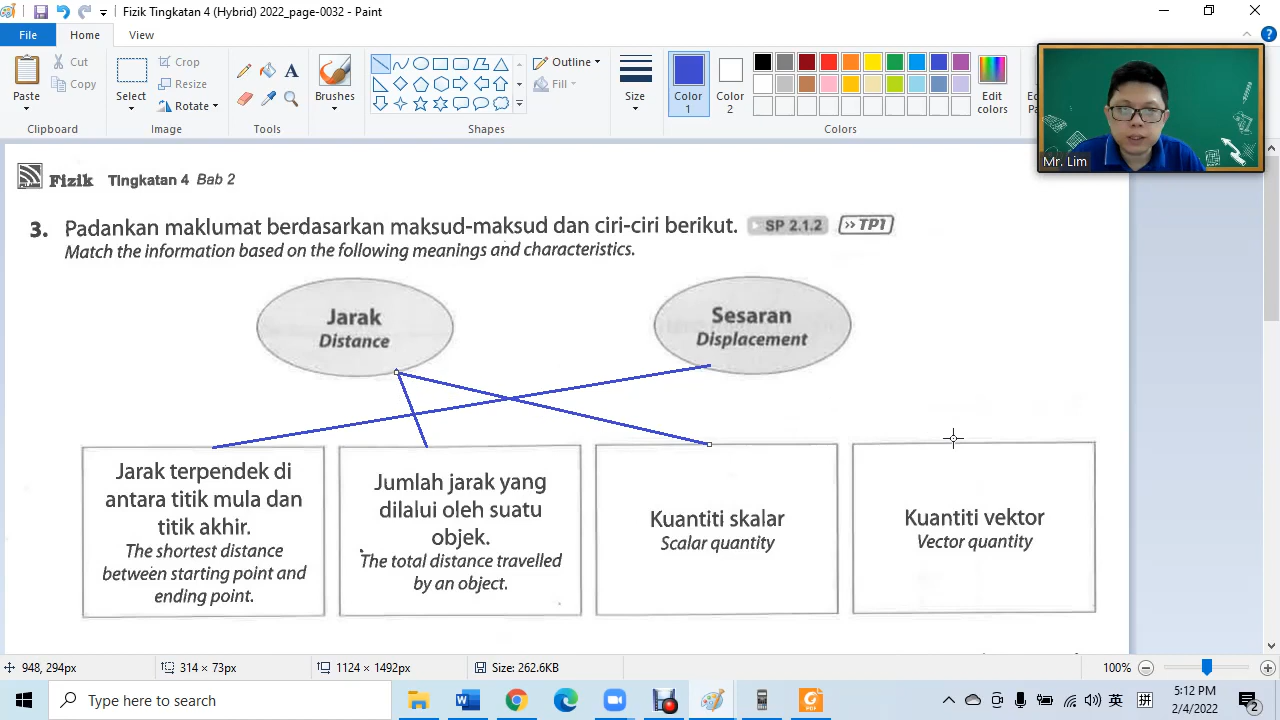 Fizik Tingkatan 4 (Hybrid) 2022_page-0032 - Paint
File
Home
View
Paste
Cut
Copy
Clipboard
Select
Crop
Resize
Rotate
Image
A
Tools
Brushes
Outline
Fill
Shapes
Size
Color
1
Color
2
Edit
colors
Colors
Mr. Lim
Fizik Tingkatan 4 Bab 2
3. Padankan maklumat berdasarkan maksud-maksud dan ciri-ciri berikut. SP 2.1.2 TP1
Match the information based on the following meanings and characteristics.
Jarak
Distance
Sesaran
Displacement
Jarak terpendek di
antara titik mula dan
titik akhir.
The shortest distance
between starting point and
ending point.
Jumlah jarak yang
dilalui oleh suatu
objek.
The total distance travelled
by an object.
Kuantiti skalar
Scalar quantity
Kuantiti vektor
Vector quantity
948, 294px
314 × 73px
1124 × 1492px
Size: 262.6KB
100%
Type here to search
英
拼
5:12 PM
2/4/2022
2